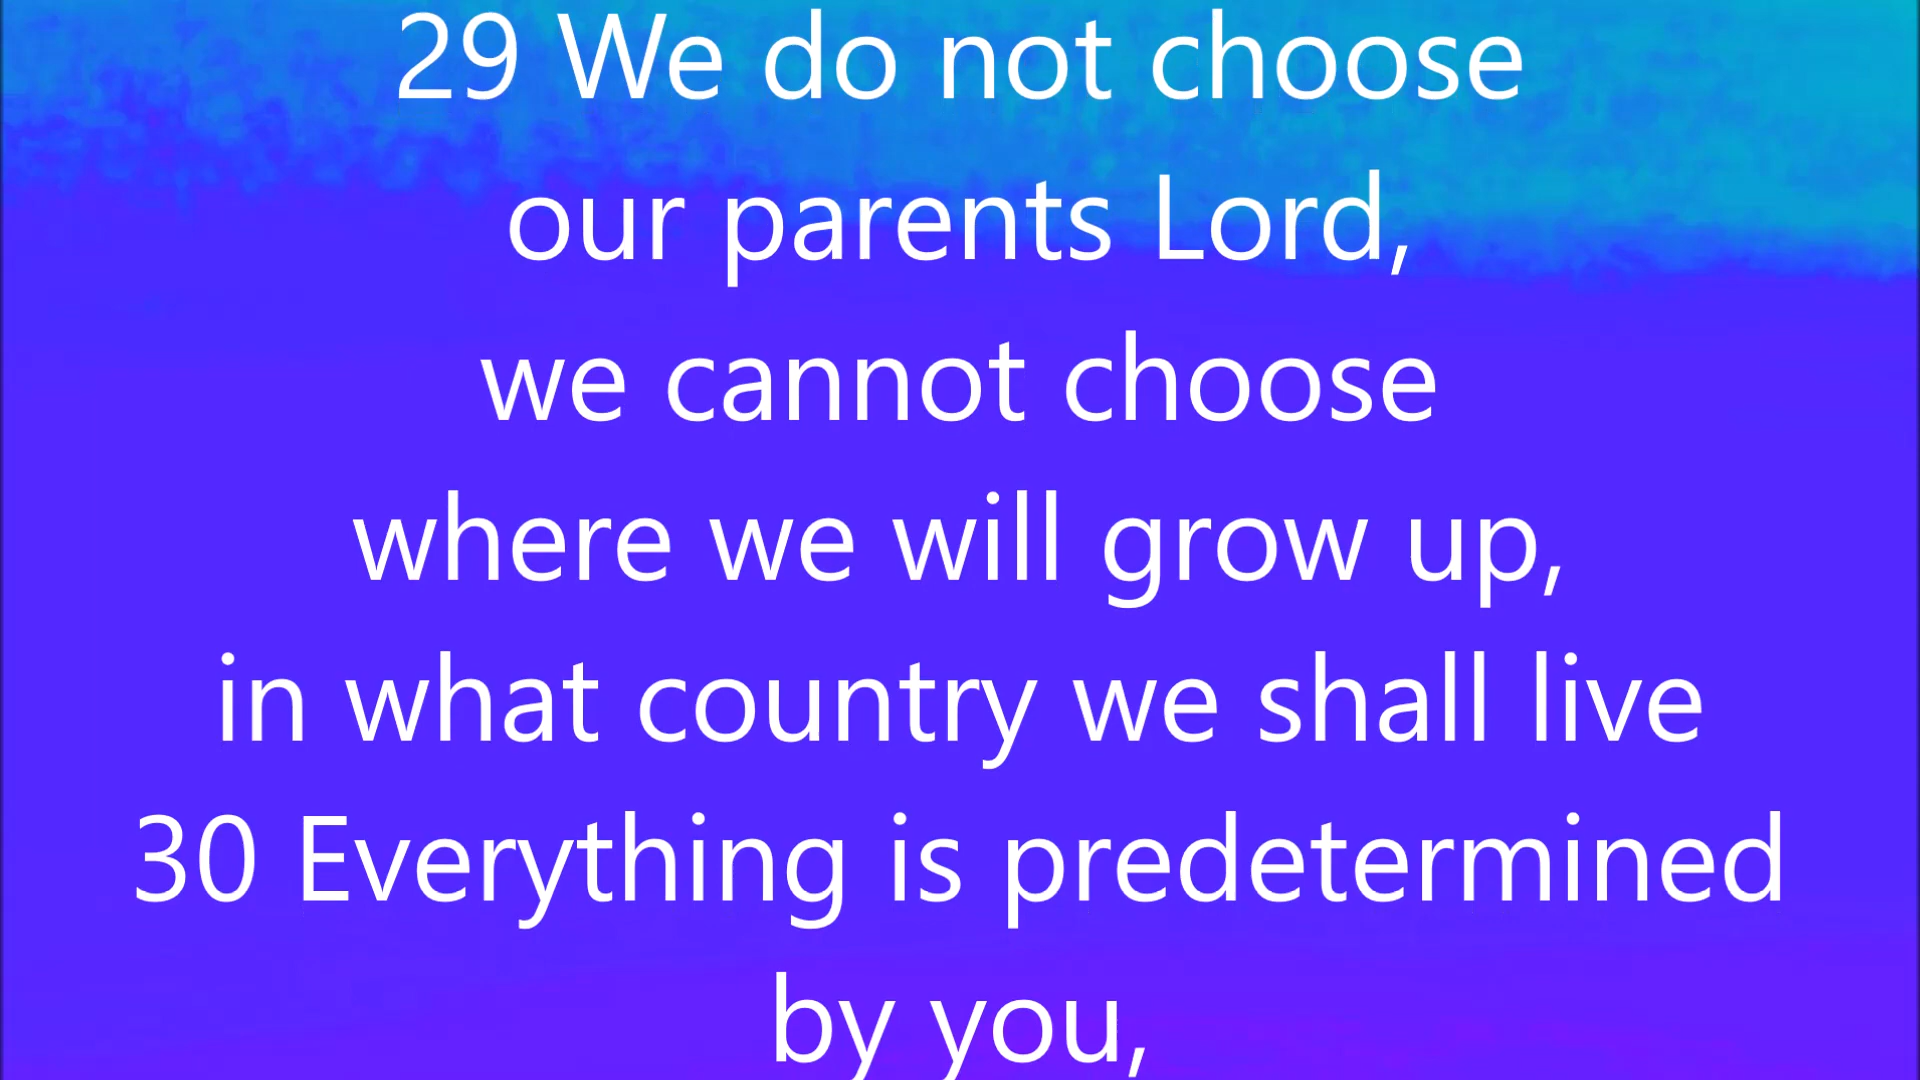 29 We do not choose
our parents Lord,
we cannot choose
where we will grow up,
in what country we shall live
30 Everything is predetermined
by you,